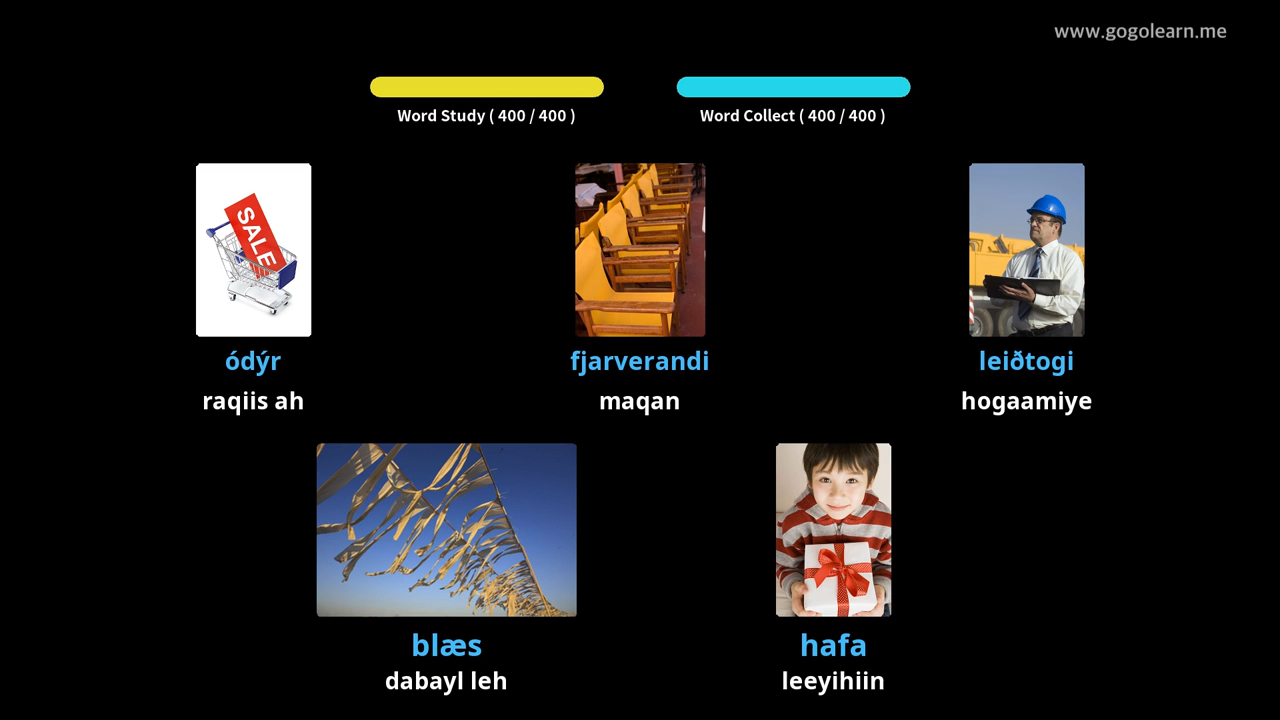 www.gogolearn.me
Word Study ( 400 / 400 )
Word Collect ( 400 / 400 )
SALE
ódýr
fjarverandi
leiðtogi
raqiis ah
maqan
hogaamiye
blæs
hafa
dabayl leh
leeyihiin